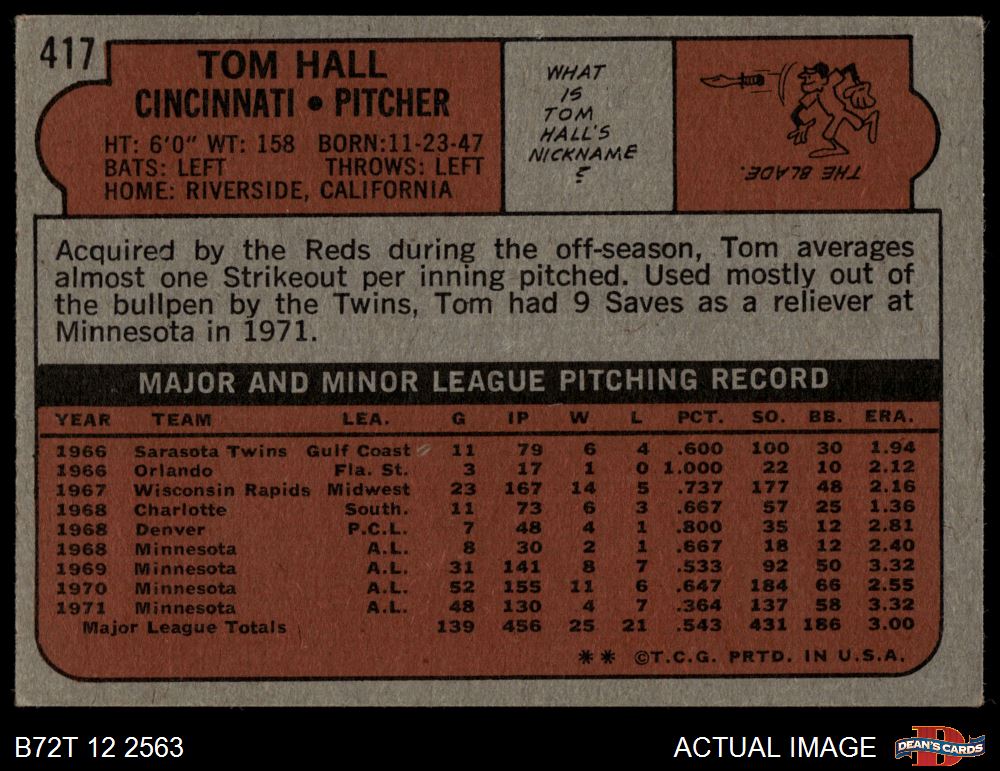 417
TOM HALL
CINCINNATI • PITCHER
HT: 6'0" WT: 158 BORN:11-23-47
BATS: LEFT THROWS: LEFT
HOME: RIVERSIDE, CALIFORNIA
WHAT
IS
TOM
HALL'S
NICKNAME
?
"THE BLADE."
Acquired by the Reds during the off-season, Tom averages
almost one Strikeout per inning pitched. Used mostly out of
the bullpen by the Twins, Tom had 9 Saves as a reliever at
Minnesota in 1971.
MAJOR AND MINOR LEAGUE PITCHING RECORD
YEAR TEAM LEA. G IP W L PCT. SO. BB. ERA.
1966 Sarasota Twins Gulf Coast 11 79 6 4 .600 100 30 1.94
1966 Orlando Fla. St. 3 17 1 0 1.000 22 10 2.12
1967 Wisconsin Rapids Midwest 23 167 14 5 .737 177 48 2.16
1968 Charlotte South. 11 73 6 3 .667 57 25 1.36
1968 Denver P.C.L. 7 48 4 1 .800 35 12 2.81
1968 Minnesota A.L. 8 30 2 1 .667 18 12 2.40
1969 Minnesota A.L. 31 141 8 7 .533 92 50 3.32
1970 Minnesota A.L. 52 155 11 6 .647 184 66 2.55
1971 Minnesota A.L. 48 130 4 7 .364 137 58 3.32
Major League Totals 139 456 25 21 .543 431 186 3.00
** ©T.C.G. PRTD. IN U.S.A.
B72T 12 2563
ACTUAL IMAGE
DEAN'S CARDS